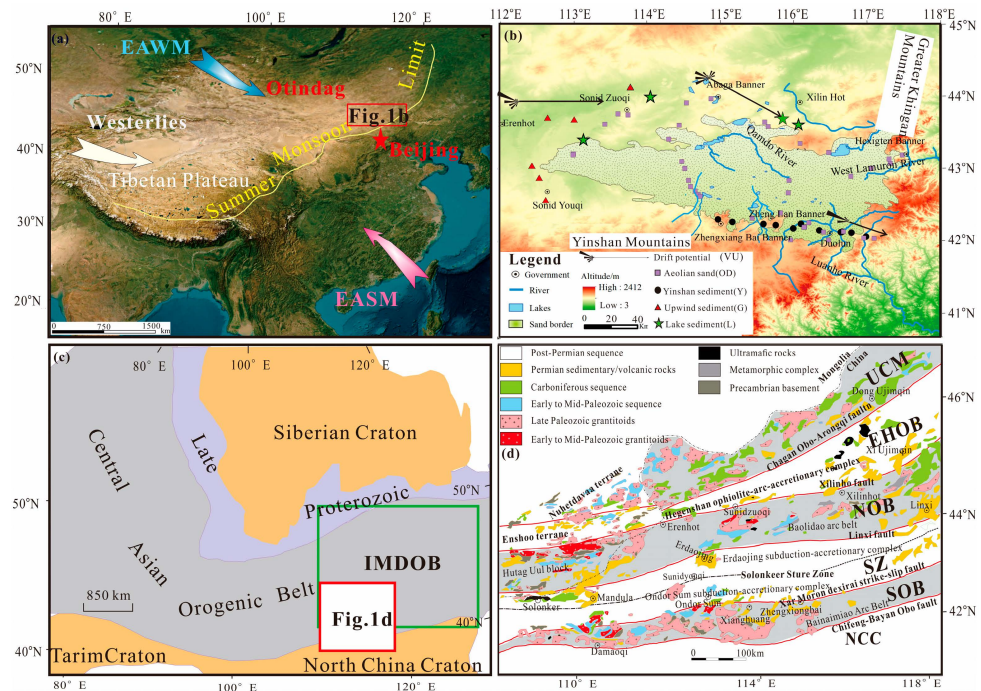 80° E
100° E
120° E
(a)
EAWM
50°N
Otindag
Limit
Fig.1b
Westerlies
Monsoon
40°N
Beijing
Tibetan Plateau
Summer
30°N
EASM
20°N
0
750
1500
km
112°E
113°E
114°E
115°E
116°E
117°E
118°E
45°N
(b)
Greater Khingan
Mountains
Abaga Banner
Sonid Zuoqi
Xilin Hot
44°N
Erenhot
Qamdo River
Hexigten Banner
West Lamuron River
43°N
Sonid Youqi
Zheng Lan Banner
Yinshan Mountains
Zhengxiang Bai Banner
Duolun
42°N
Luanhe River
Legend
Drift potential (VU)
Government
Altitude/m
Aeolian sand(OD)
River
High : 2412
Yinshan sediment(Y)
Lakes
Low : 3
Upwind sediment(G)
Sand border
0 20 40
Lake sediment(L)
41°N
(c)
80° E
100° E
120° E
Siberian Craton
Central
Late
Proterozoic
50°N
50°N
Asian
IMDOB
850 km
Orogenic Belt
Fig.1d
40°N
40°N
TarimCraton
North China Craton
80° E
100° E
120° E
Post-Permian sequence
Ultramafic rocks
Permian sedimentary/volcanic rocks
Metamorphic complex
Carboniferous sequence
Precambrian basement
Early to Mid-Paleozoic sequence
Late Paleozoic grantitoids
Early to Mid-Paleozoic grantitoids
(d)
Mongolia
China
UCM
Dong Ujimqin
46°N
Chagan Obo-Arongqi faultn
EHOB
Xi Ujimqin
Nuhetdavaa terrane
Hegenshan ophiolite-arc-accretionary complex
Xilinho fault
Xilinhot
NOB
Linxi
Sunidzuoqi
44°N
Enshoo terrane
Erenhot
Baolidao arc belt
Linxi fault
Hutag Uul block
Erdaojing
Erdaojing subduction-accretionary complex
SZ
Sunidyouqi
Solonkeer Sture Zone
Solonker
Mandula
Ondor Sum subduction-accretionary complex
Xar Moron dexirai strike-slip fault
Ondor Sum
Zhengxiongbai
SOB
42°N
Xianghuang
Bainaimiao Arc Belt
Chifeng-Bayan Obo fault
NCC
Damaoqi
0
100km
110°E
114°E
118°E